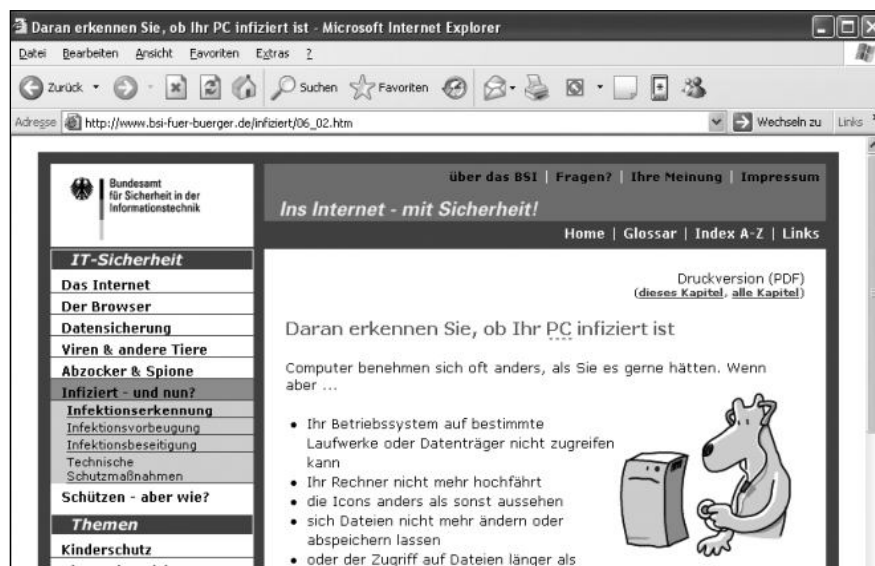 Daran erkennen Sie, ob Ihr PC infiziert ist - Microsoft Internet Explorer
Datei Bearbeiten Ansicht Favoriten Extras ?
Zurück Suchen Favoriten
Adresse http://www.bsi-fuer-buerger.de/infiziert/06_02.htm Wechseln zu Links
Bundesamt
für Sicherheit in der
Informationstechnik
über das BSI | Fragen? | Ihre Meinung | Impressum
Ins Internet - mit Sicherheit!
Home | Glossar | Index A-Z | Links
IT-Sicherheit
Das Internet
Der Browser
Datensicherung
Viren & andere Tiere
Abzocker & Spione
Infiziert - und nun?
Infektionserkennung
Infektionsvorbeugung
Infektionsbeseitigung
Technische
Schutzmaßnahmen
Schützen - aber wie?
Themen
Kinderschutz
Druckversion (PDF)
(dieses Kapitel, alle Kapitel)
Daran erkennen Sie, ob Ihr PC infiziert ist
Computer benehmen sich oft anders, als Sie es gerne hätten. Wenn
aber ...
• Ihr Betriebssystem auf bestimmte
Laufwerke oder Datenträger nicht zugreifen
kann
• Ihr Rechner nicht mehr hochfährt
• die Icons anders als sonst aussehen
• sich Dateien nicht mehr ändern oder
abspeichern lassen
• oder der Zugriff auf Dateien länger als